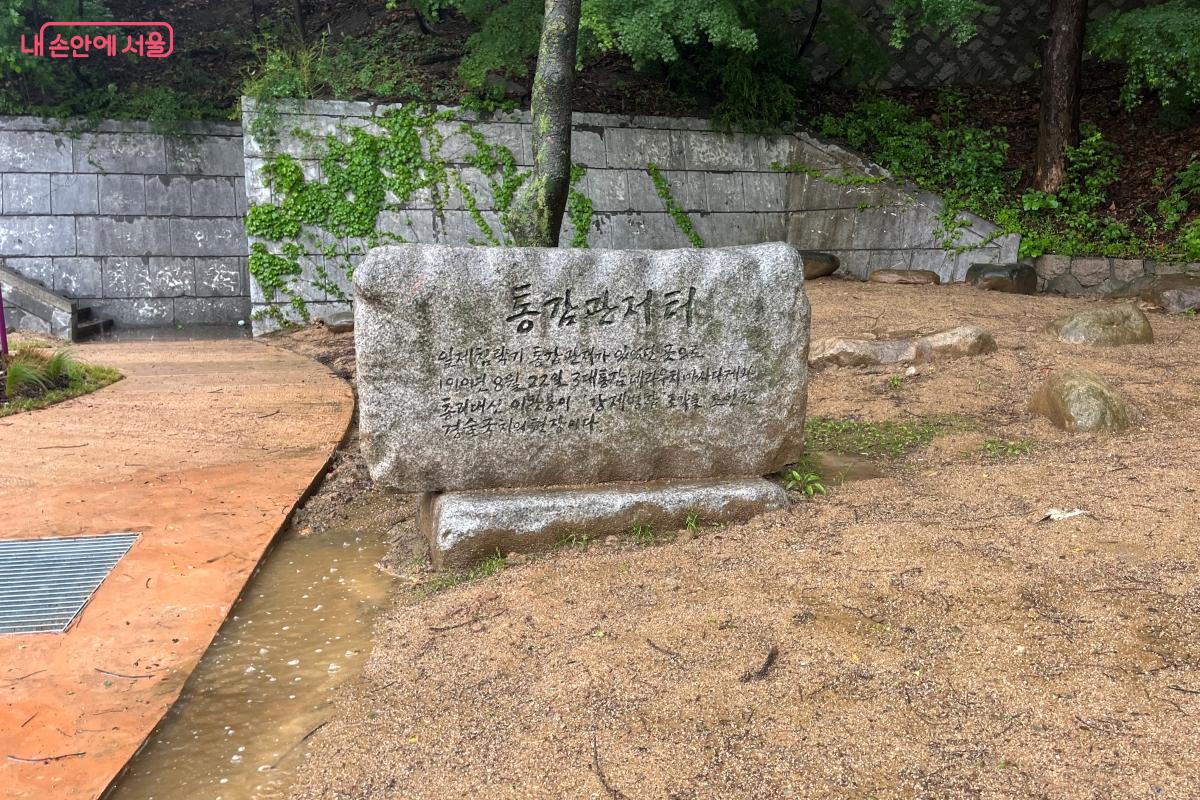 내 손안에 서울
통감관저터
일제침략기 통감관저가 있었던 곳으로
1910년 8월 22일 3대 통감 데라우치 마사다케와
총리대신 이완용이 '강제병합' 조약을 조인한
경술국치의 현장이다.